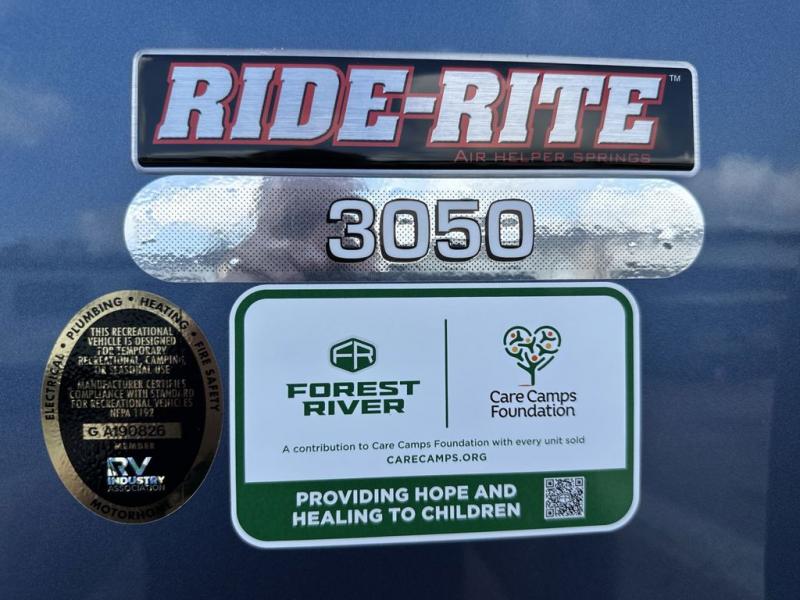 RIDE-RITE™
AIR HELPER SPRINGS
3050
ELECTRICAL • PLUMBING • HEATING • FIRE SAFETY
THIS RECREATIONAL
VEHICLE IS DESIGNED
FOR TEMPORARY
RECREATIONAL, CAMPING,
OR SEASONAL USE
MANUFACTURER CERTIFIES
COMPLIANCE WITH STANDARD
FOR RECREATIONAL VEHICLES
NFPA 1192
G A190826
MEMBER
RV
INDUSTRY
ASSOCIATION
MOTORHOME
FR
FOREST
RIVER
Care Camps
Foundation
A contribution to Care Camps Foundation with every unit sold
CARECAMPS.ORG
PROVIDING HOPE AND
HEALING TO CHILDREN